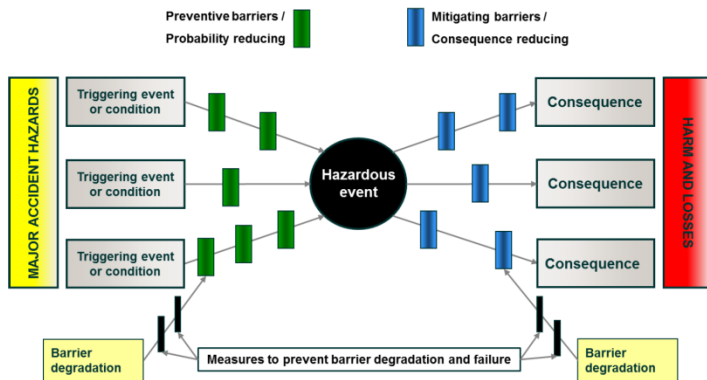 Preventive barriers /
Probability reducing
Mitigating barriers /
Consequence reducing
MAJOR ACCIDENT HAZARDS
Triggering event
or condition
Triggering event
or condition
Triggering event
or condition
Hazardous
event
Consequence
Consequence
Consequence
HARM AND LOSSES
Barrier
degradation
Measures to prevent barrier degradation and failure
Barrier
degradation